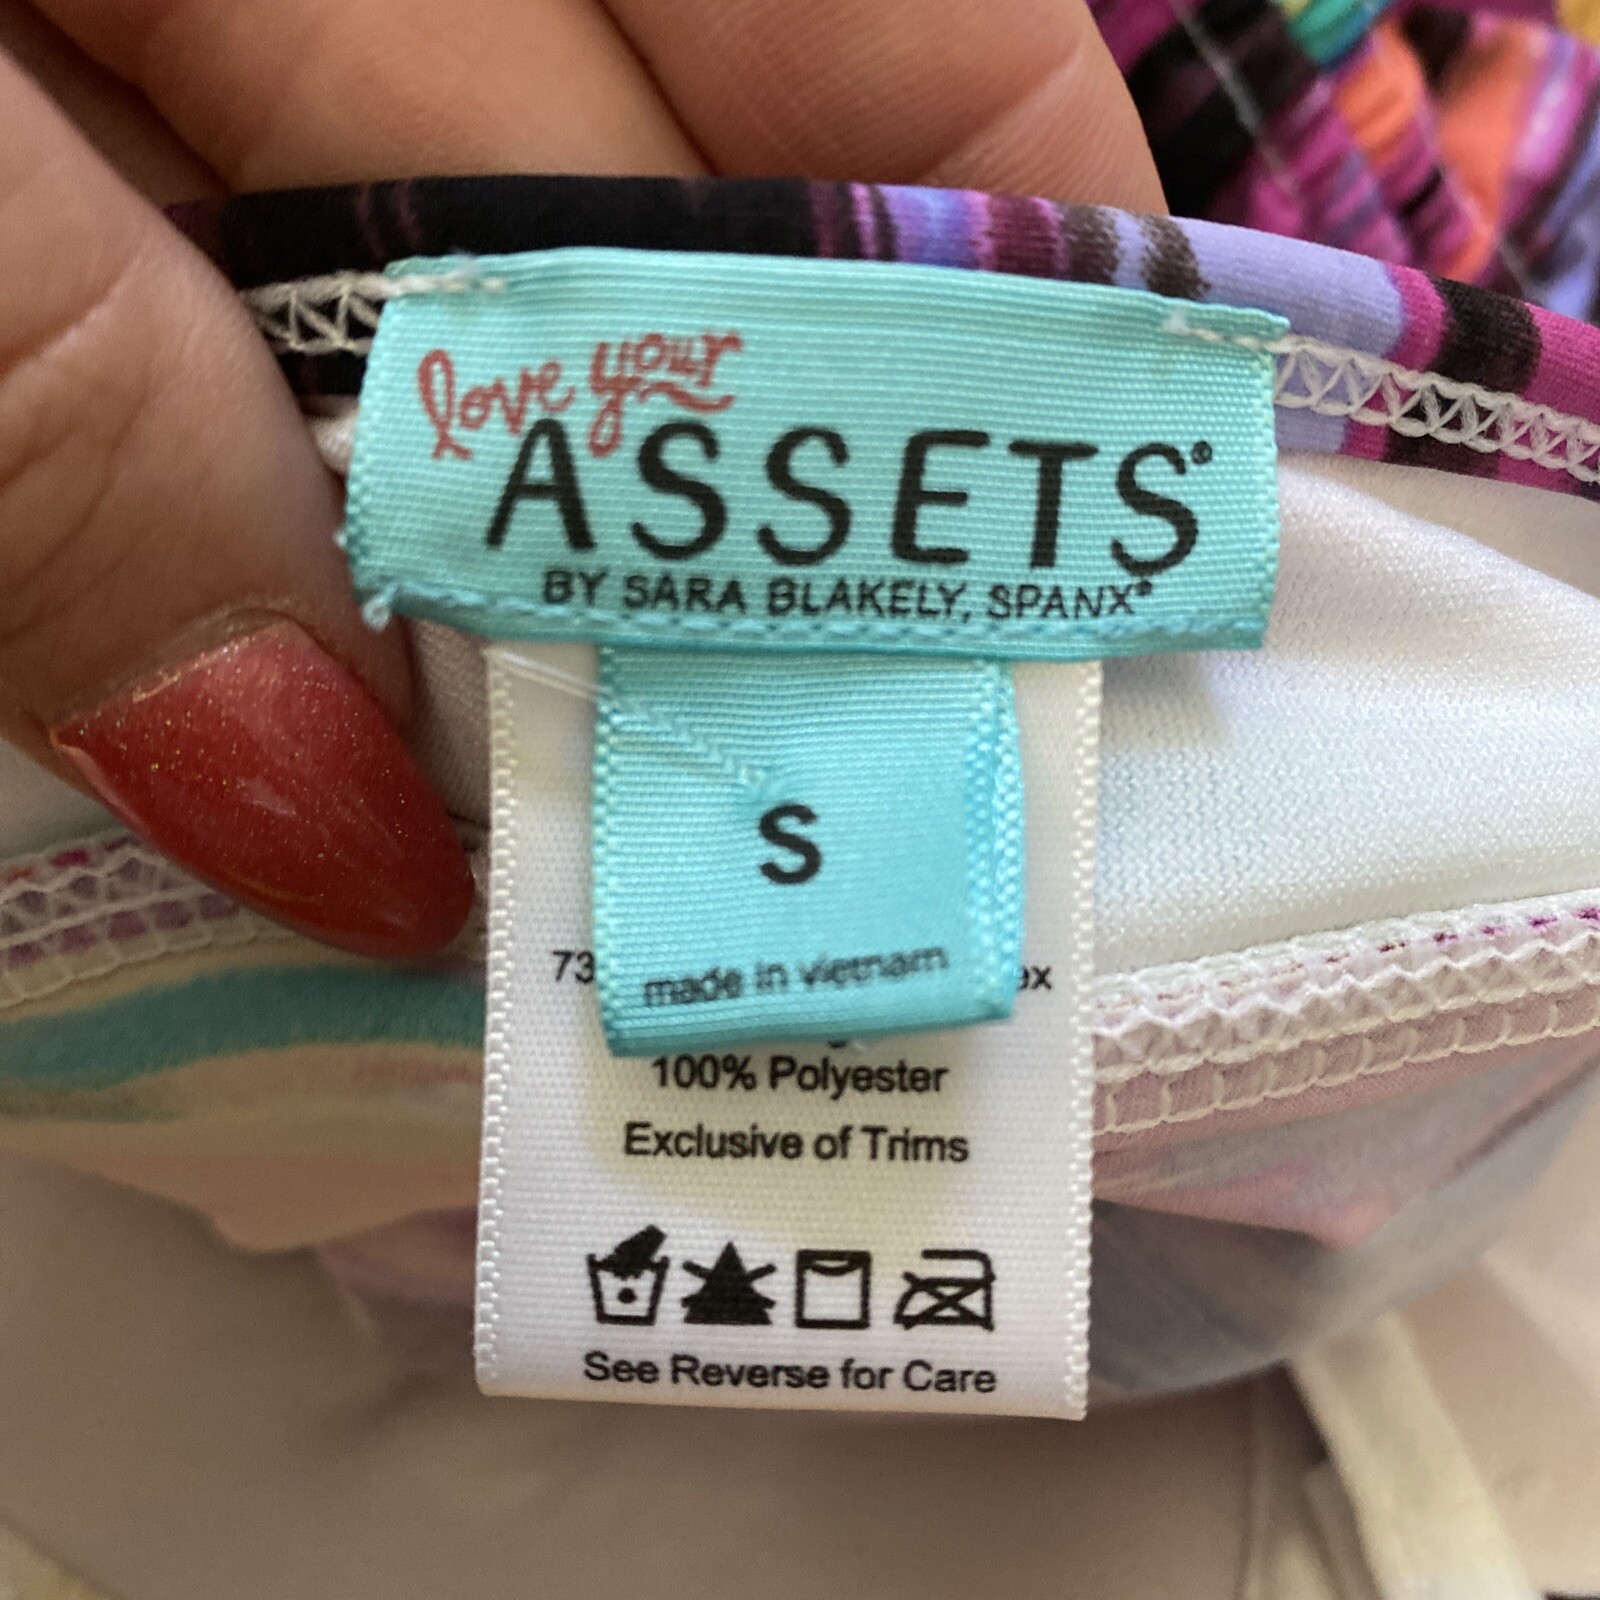 love your
ASSETS®
BY SARA BLAKELY, SPANX®
S
made in vietnam
73
100% Polyester
Exclusive of Trims
See Reverse for Care